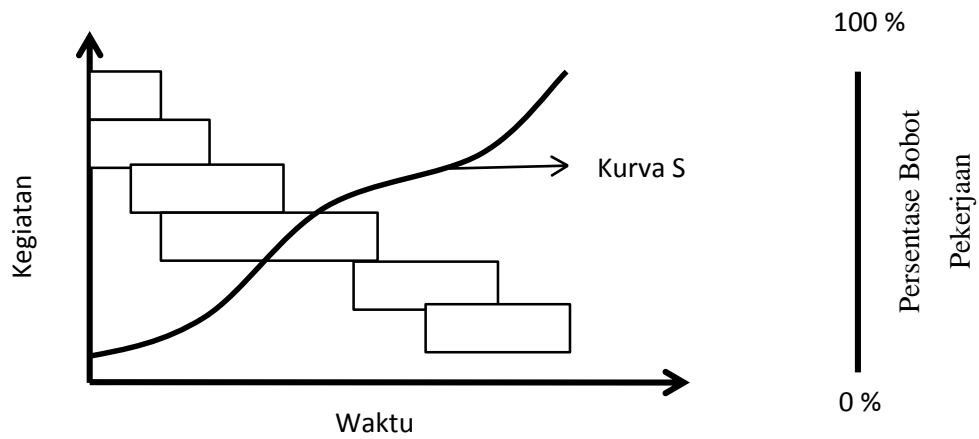 100 %
Kegiatan
Kurva S
Persentase Bobot
Pekerjaan
0 %
Waktu